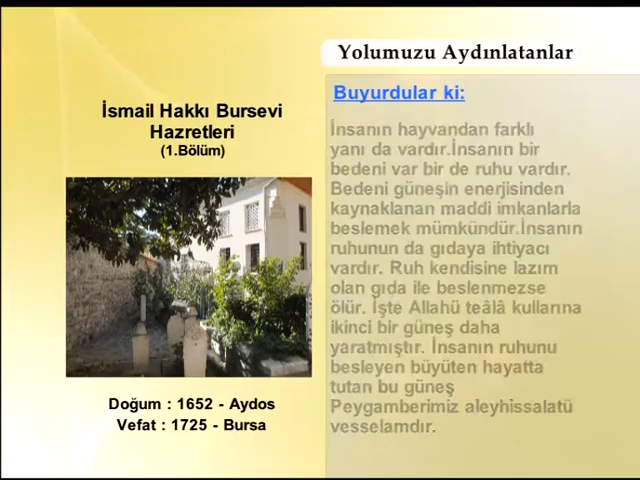 Yolumuzu Aydınlatanlar
İsmail Hakkı Bursevi
Hazretleri
(1.Bölüm)
Doğum : 1652 - Aydos
Vefat : 1725 - Bursa
Buyurdular ki:
İnsanın hayvandan farklı
yanı da vardır.İnsanın bir
bedeni var bir de ruhu vardır.
Bedeni güneşin enerjisinden
kaynaklanan maddi imkanlarla
beslemek mümkündür.İnsanın
ruhunun da gıdaya ihtiyacı
vardır. Ruh kendisine lazım
olan gıda ile beslenmezse
ölür. İşte Allahü teâlâ kullarına
ikinci bir güneş daha
yaratmıştır. İnsanın ruhunu
besleyen büyüten hayatta
tutan bu güneş
Peygamberimiz aleyhissalatü
vesselamdır.